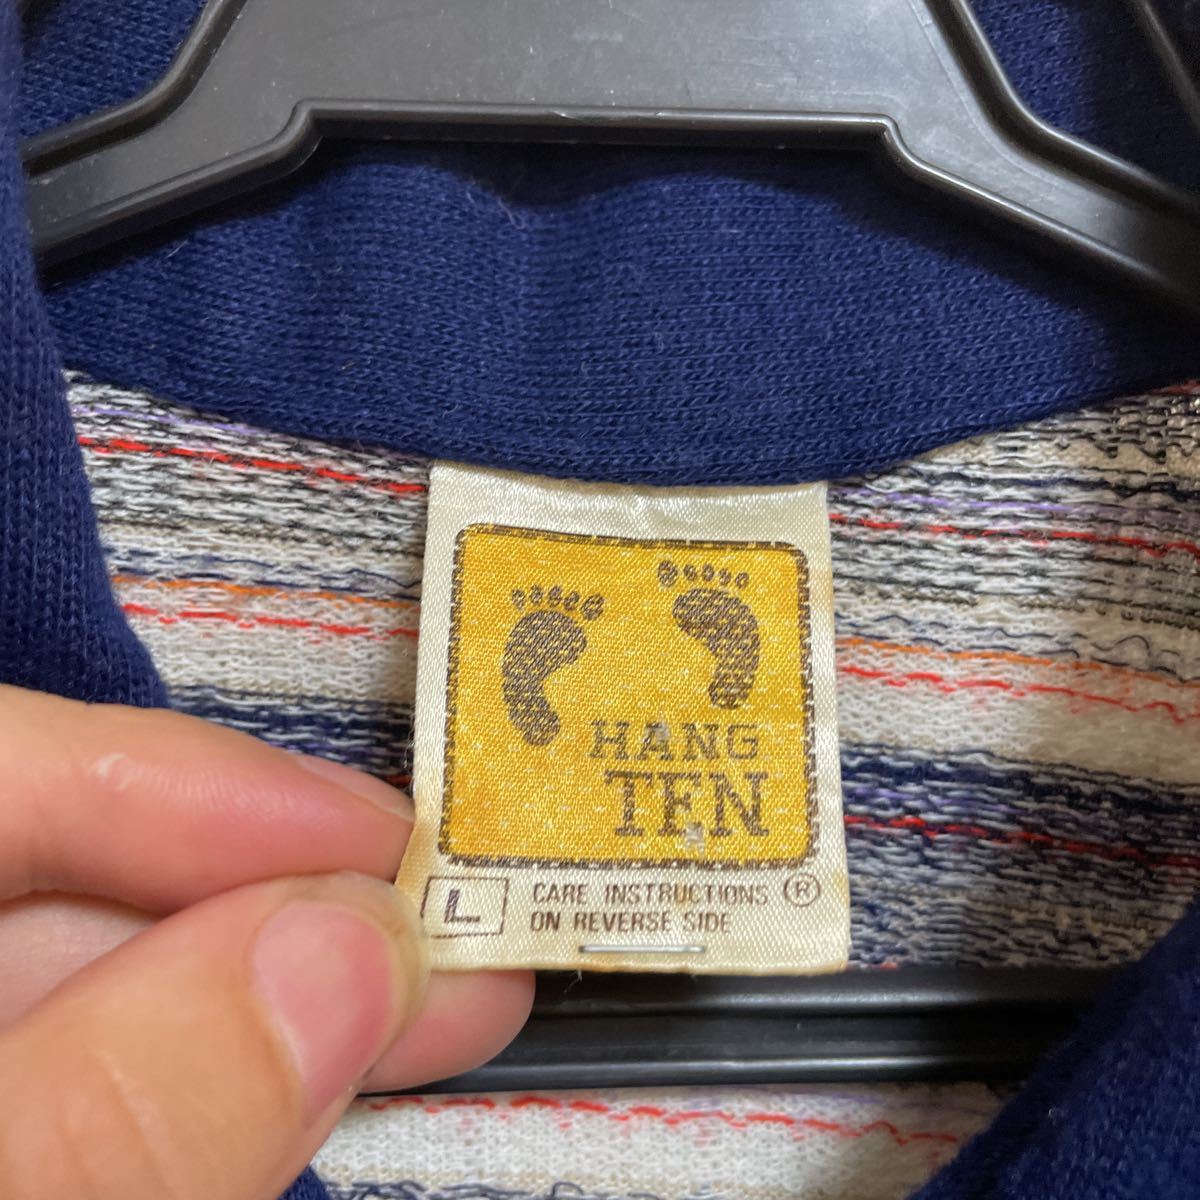 HANG
TEN
L
CARE INSTRUCTIONS ®
ON REVERSE SIDE